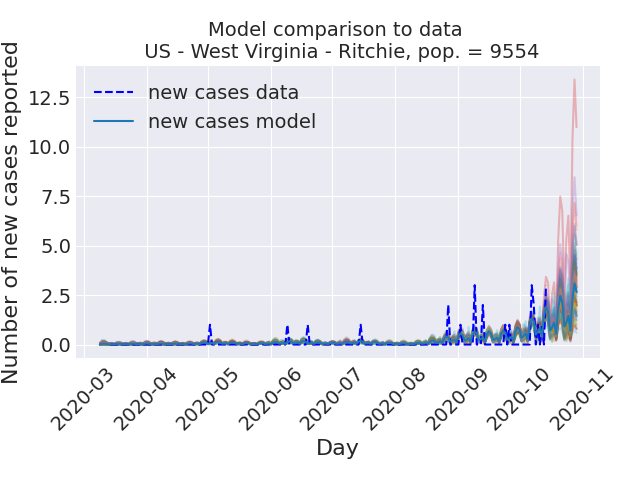 Model comparison to data
US - West Virginia - Ritchie, pop. = 9554
Number of new cases reported
12.5
10.0
7.5
5.0
2.5
0.0
new cases data
new cases model
2020-03
2020-04
2020-05
2020-06
2020-07
2020-08
2020-09
2020-10
2020-11
Day